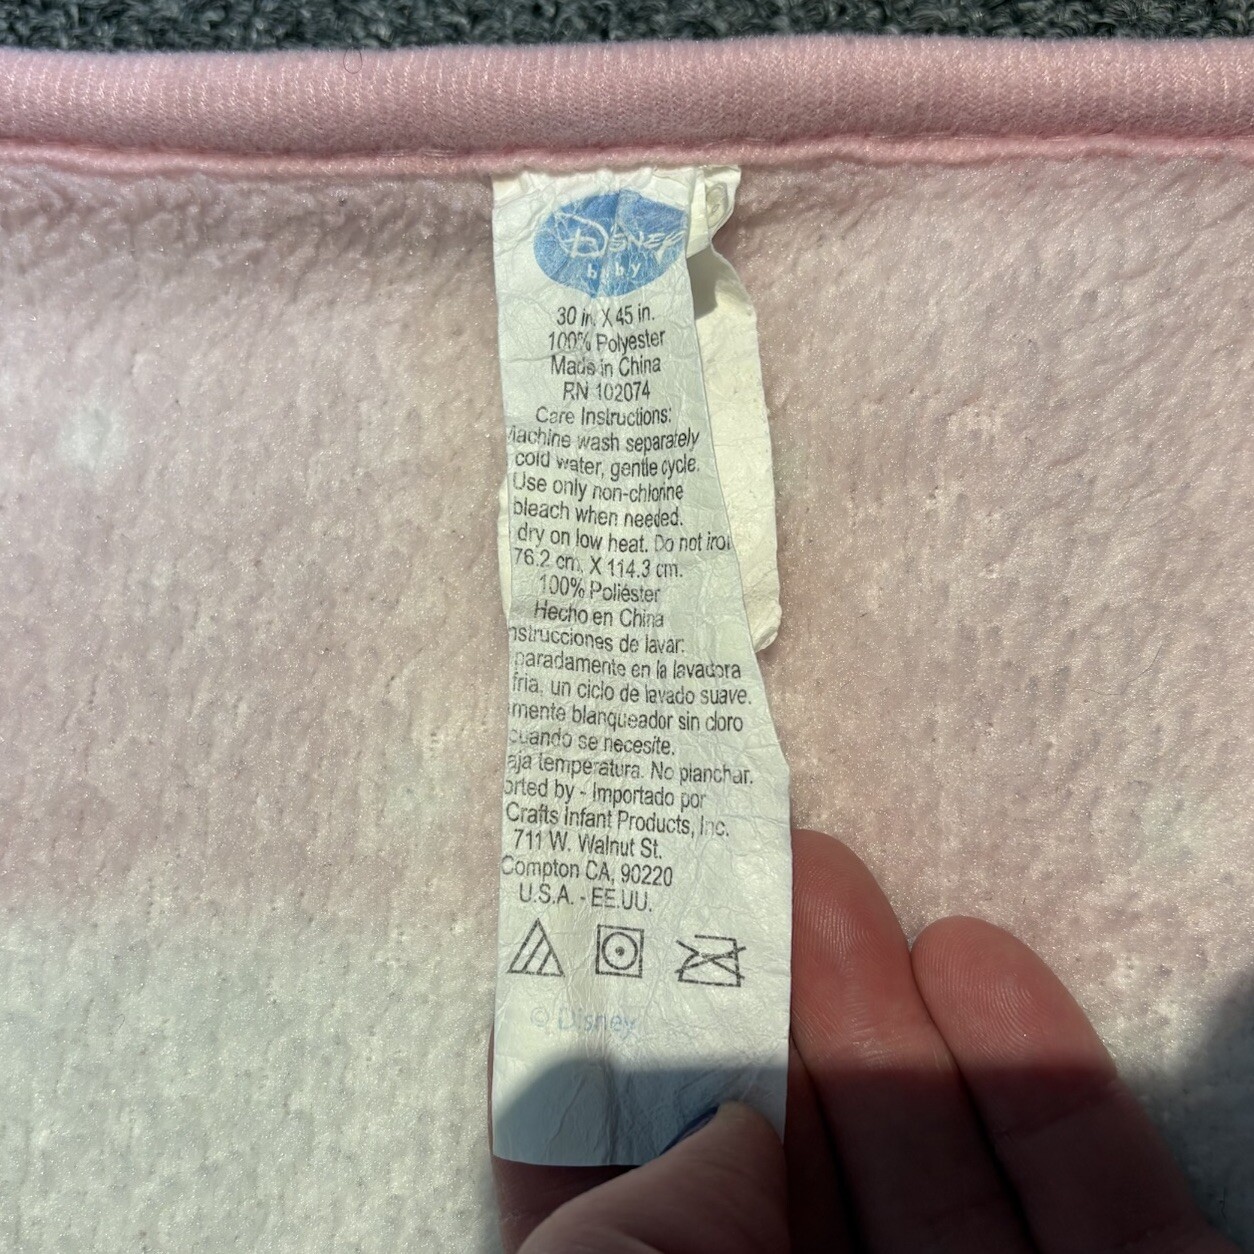 Disney
baby
30 in. X 45 in.
100% Polyester
Made in China
RN 102074
Care Instructions:
Machine wash separately
cold water, gentle cycle.
Use only non-chlorine
bleach when needed.
dry on low heat. Do not iron
76.2 cm. X 114.3 cm.
100% Poliéster
Hecho en China
nstrucciones de lavar:
paradamente en la lavadora
fria, un ciclo de lavado suave.
mente blanqueador sin cloro
cuando se necesite.
aja temperatura. No planchar.
orted by - Importado por
Crafts Infant Products, Inc.
711 W. Walnut St.
Compton CA, 90220
U.S.A. - EE.UU.
© Disney